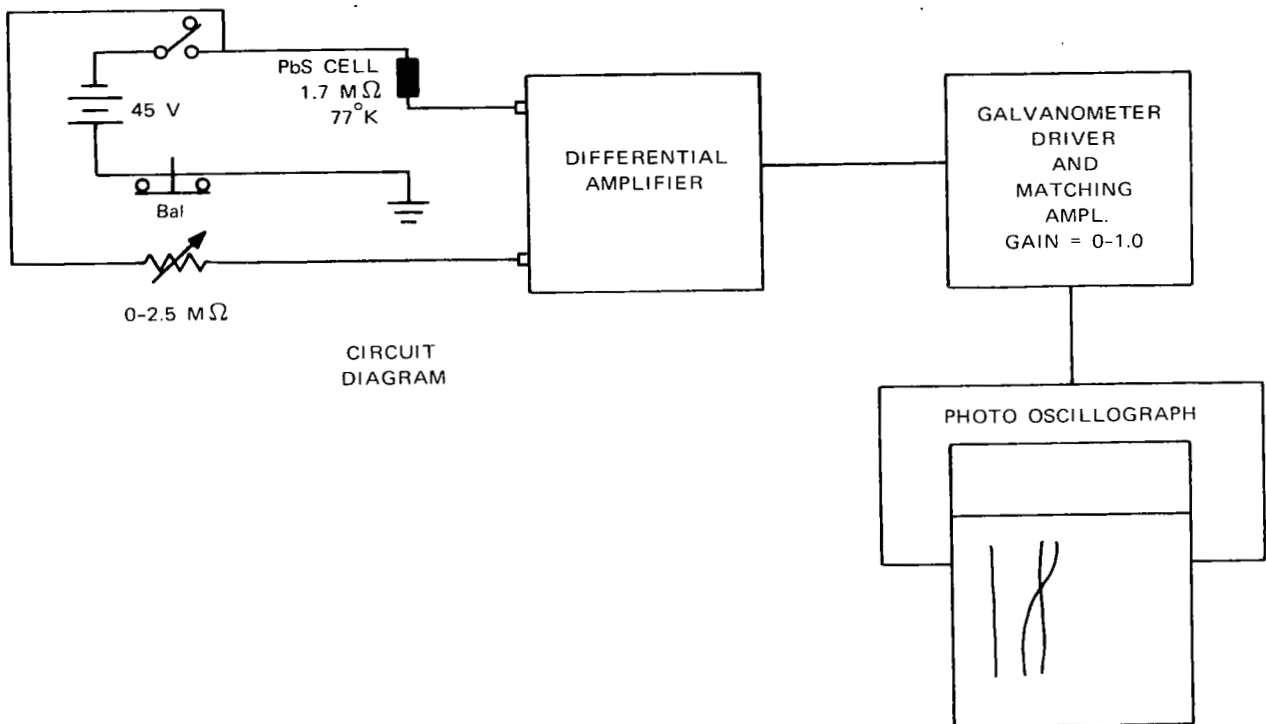 PbS CELL
1.7 MΩ
77°K
45 V
Bal
0-2.5 MΩ
CIRCUIT
DIAGRAM
DIFFERENTIAL
AMPLIFIER
GALVANOMETER
DRIVER
AND
MATCHING
AMPL.
GAIN = 0-1.0
PHOTO OSCILLOGRAPH